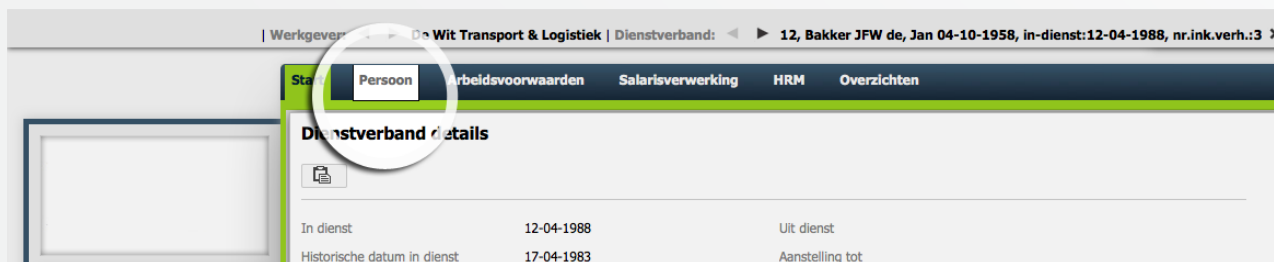 | Werkgever: De Wit Transport & Logistiek | Dienstverband: 12, Bakker JFW de, Jan 04-10-1958, in-dienst:12-04-1988, nr.ink.verh.:3
Start Persoon Arbeidsvoorwaarden Salarisverwerking HRM Overzichten
Dienstverband details
In dienst 12-04-1988 Uit dienst
Historische datum in dienst 17-04-1983 Aanstelling tot